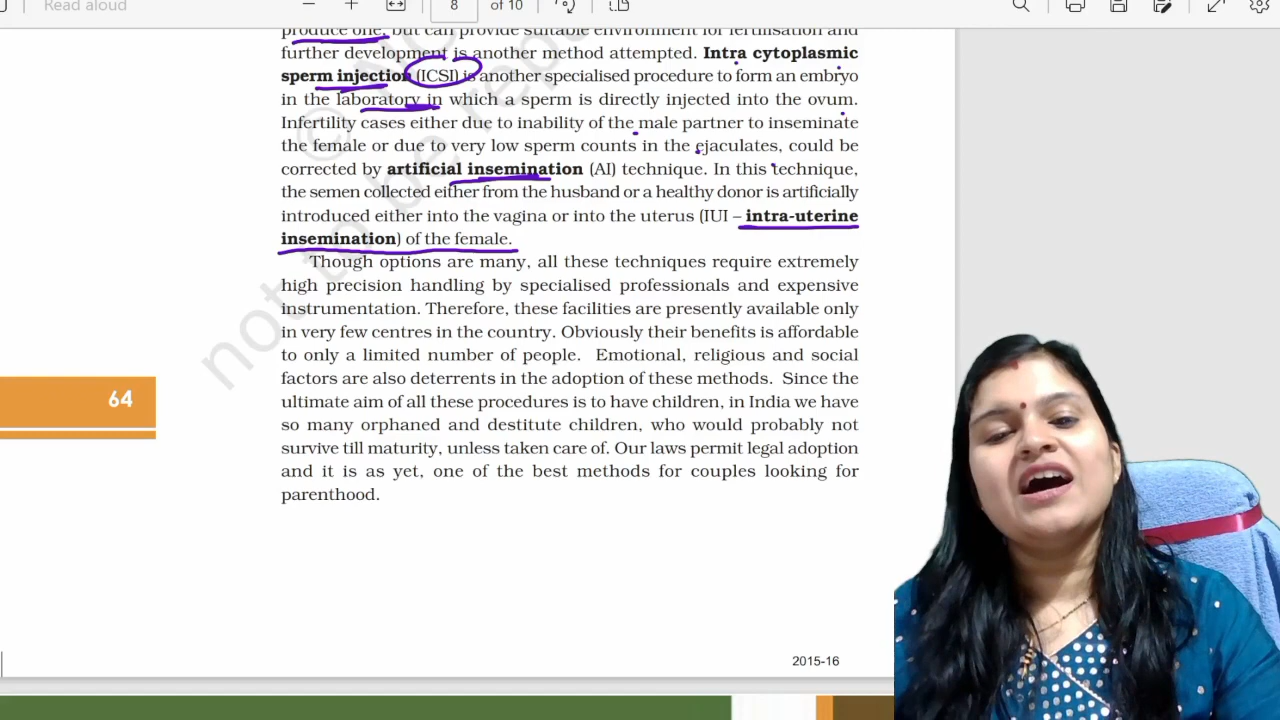 Read aloud
8
of 10
produce one, but can provide suitable environment for fertilisation and
further development is another method attempted. Intra cytoplasmic
sperm injection (ICSI) is another specialised procedure to form an embryo
in the laboratory in which a sperm is directly injected into the ovum.
Infertility cases either due to inability of the male partner to inseminate
the female or due to very low sperm counts in the ejaculates, could be
corrected by artificial insemination (AI) technique. In this technique,
the semen collected either from the husband or a healthy donor is artificially
introduced either into the vagina or into the uterus (IUI – intra-uterine
insemination) of the female.
Though options are many, all these techniques require extremely
high precision handling by specialised professionals and expensive
instrumentation. Therefore, these facilities are presently available only
in very few centres in the country. Obviously their benefits is affordable
to only a limited number of people. Emotional, religious and social
factors are also deterrents in the adoption of these methods. Since the
ultimate aim of all these procedures is to have children, in India we have
so many orphaned and destitute children, who would probably not
survive till maturity, unless taken care of. Our laws permit legal adoption
and it is as yet, one of the best methods for couples looking for
parenthood.
64
not to be rep
2015-16